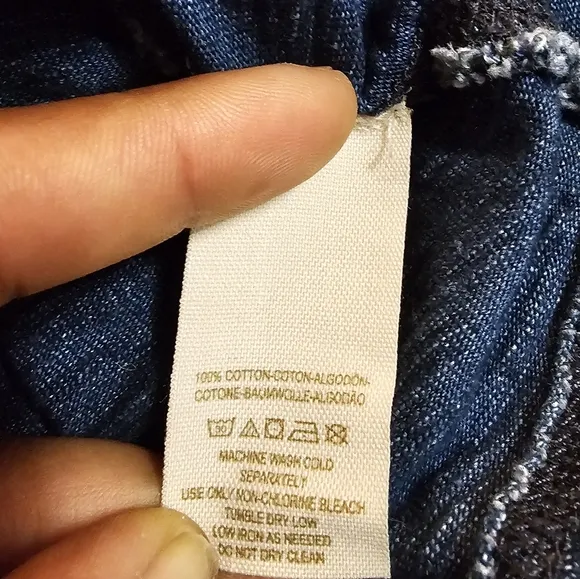 100% COTTON-COTON-ALGODÓN-
COTONE-BAUMWOLLE-ALGODÃO
MACHINE WASH COLD
SEPARATELY
USE ONLY NON-CHLORINE BLEACH
TUMBLE DRY LOW
LOW IRON AS NEEDED
DO NOT DRY CLEAN